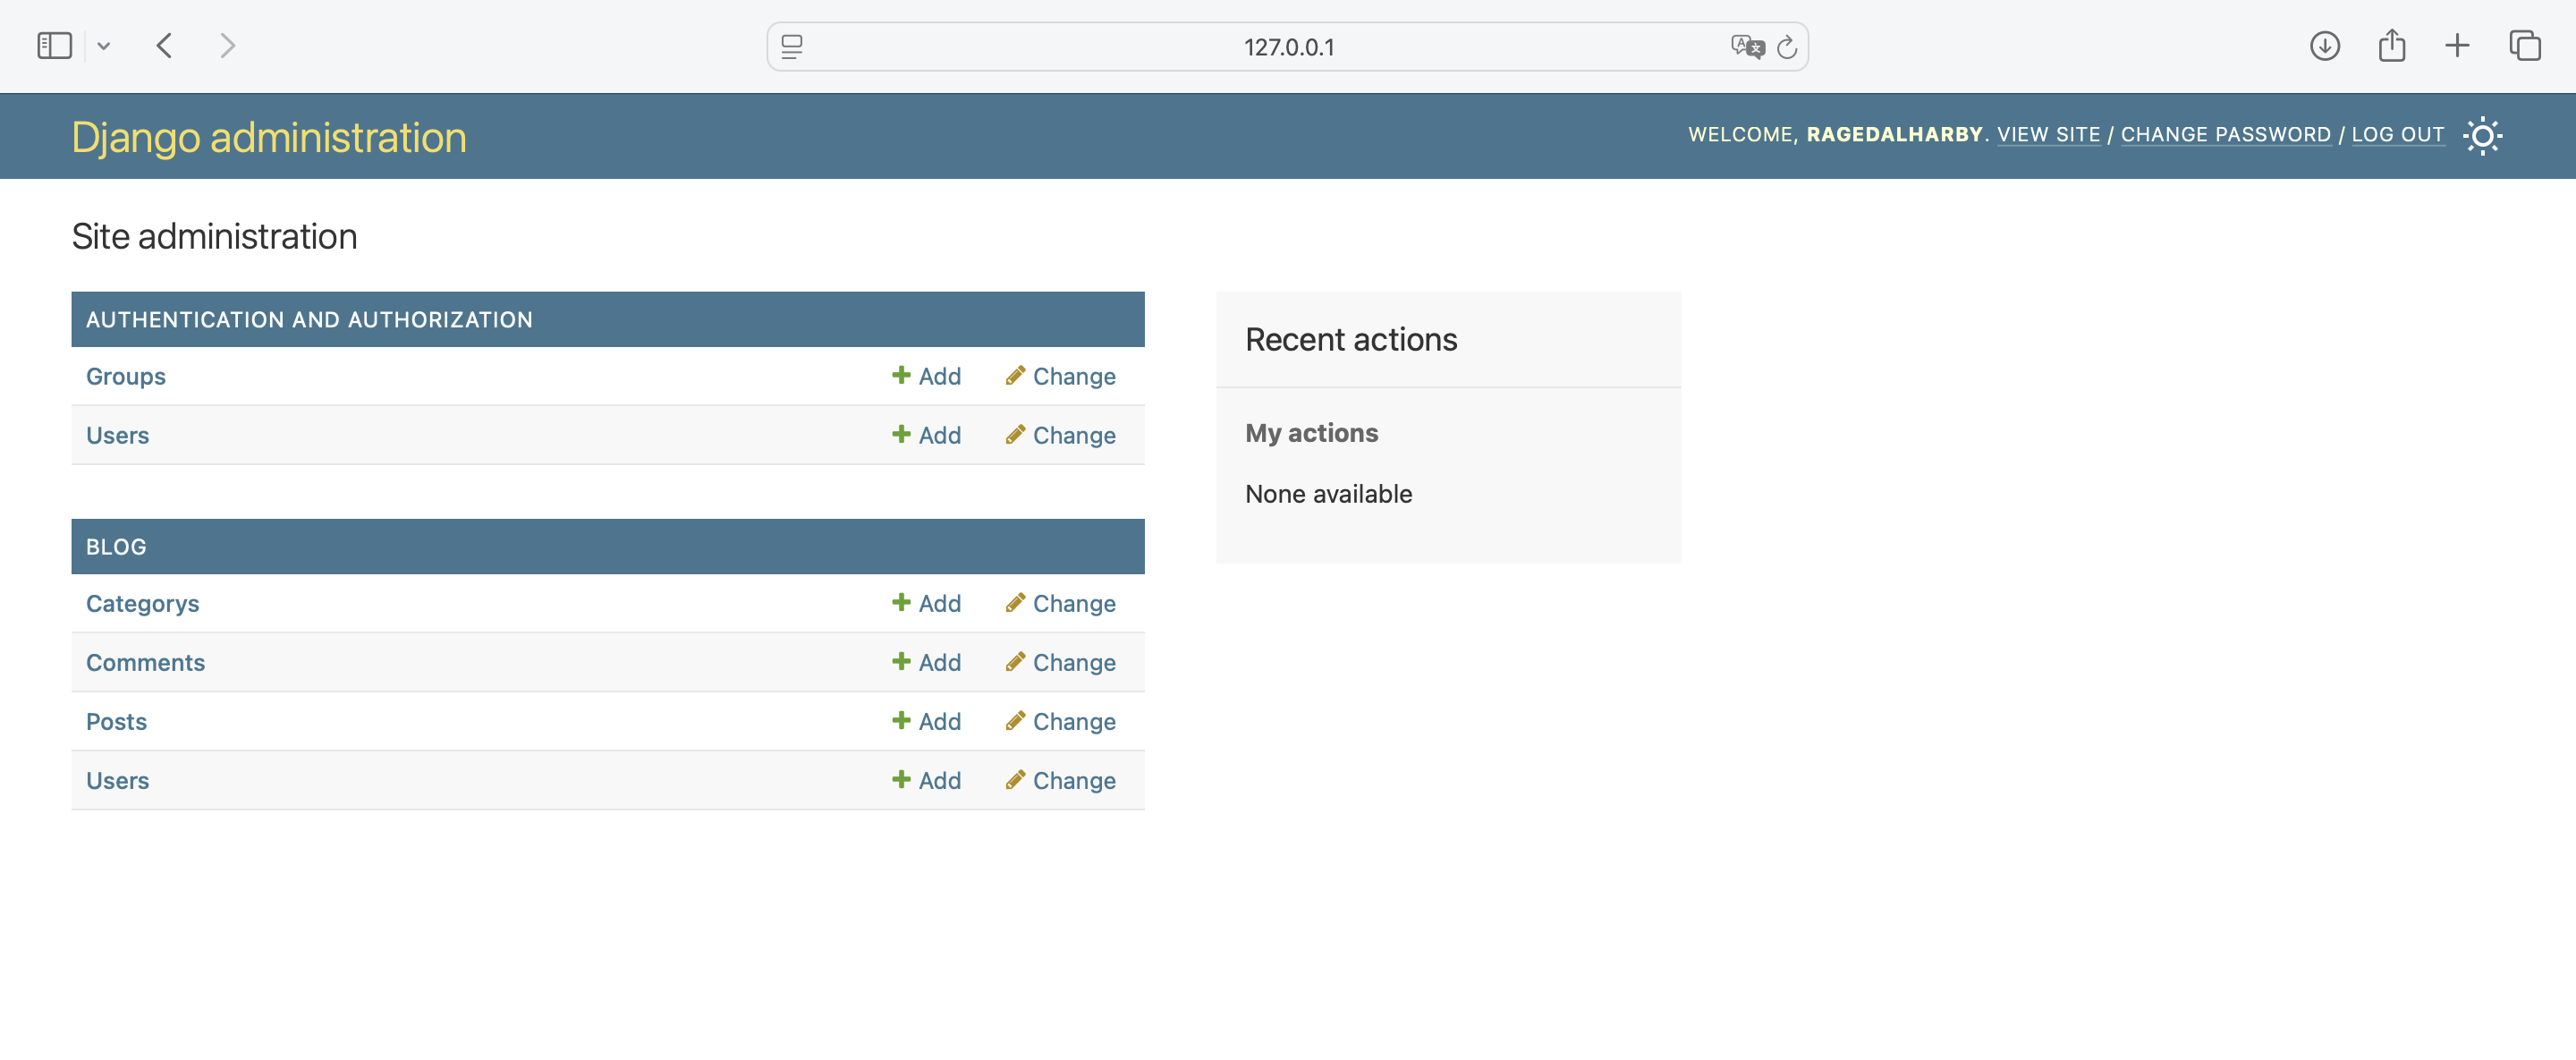 127.0.0.1
Django administration
WELCOME, RAGEDALHARBY. VIEW SITE / CHANGE PASSWORD / LOG OUT
Site administration
AUTHENTICATION AND AUTHORIZATION
Groups Add Change
Users Add Change
BLOG
Categorys Add Change
Comments Add Change
Posts Add Change
Users Add Change
Recent actions
My actions
None available